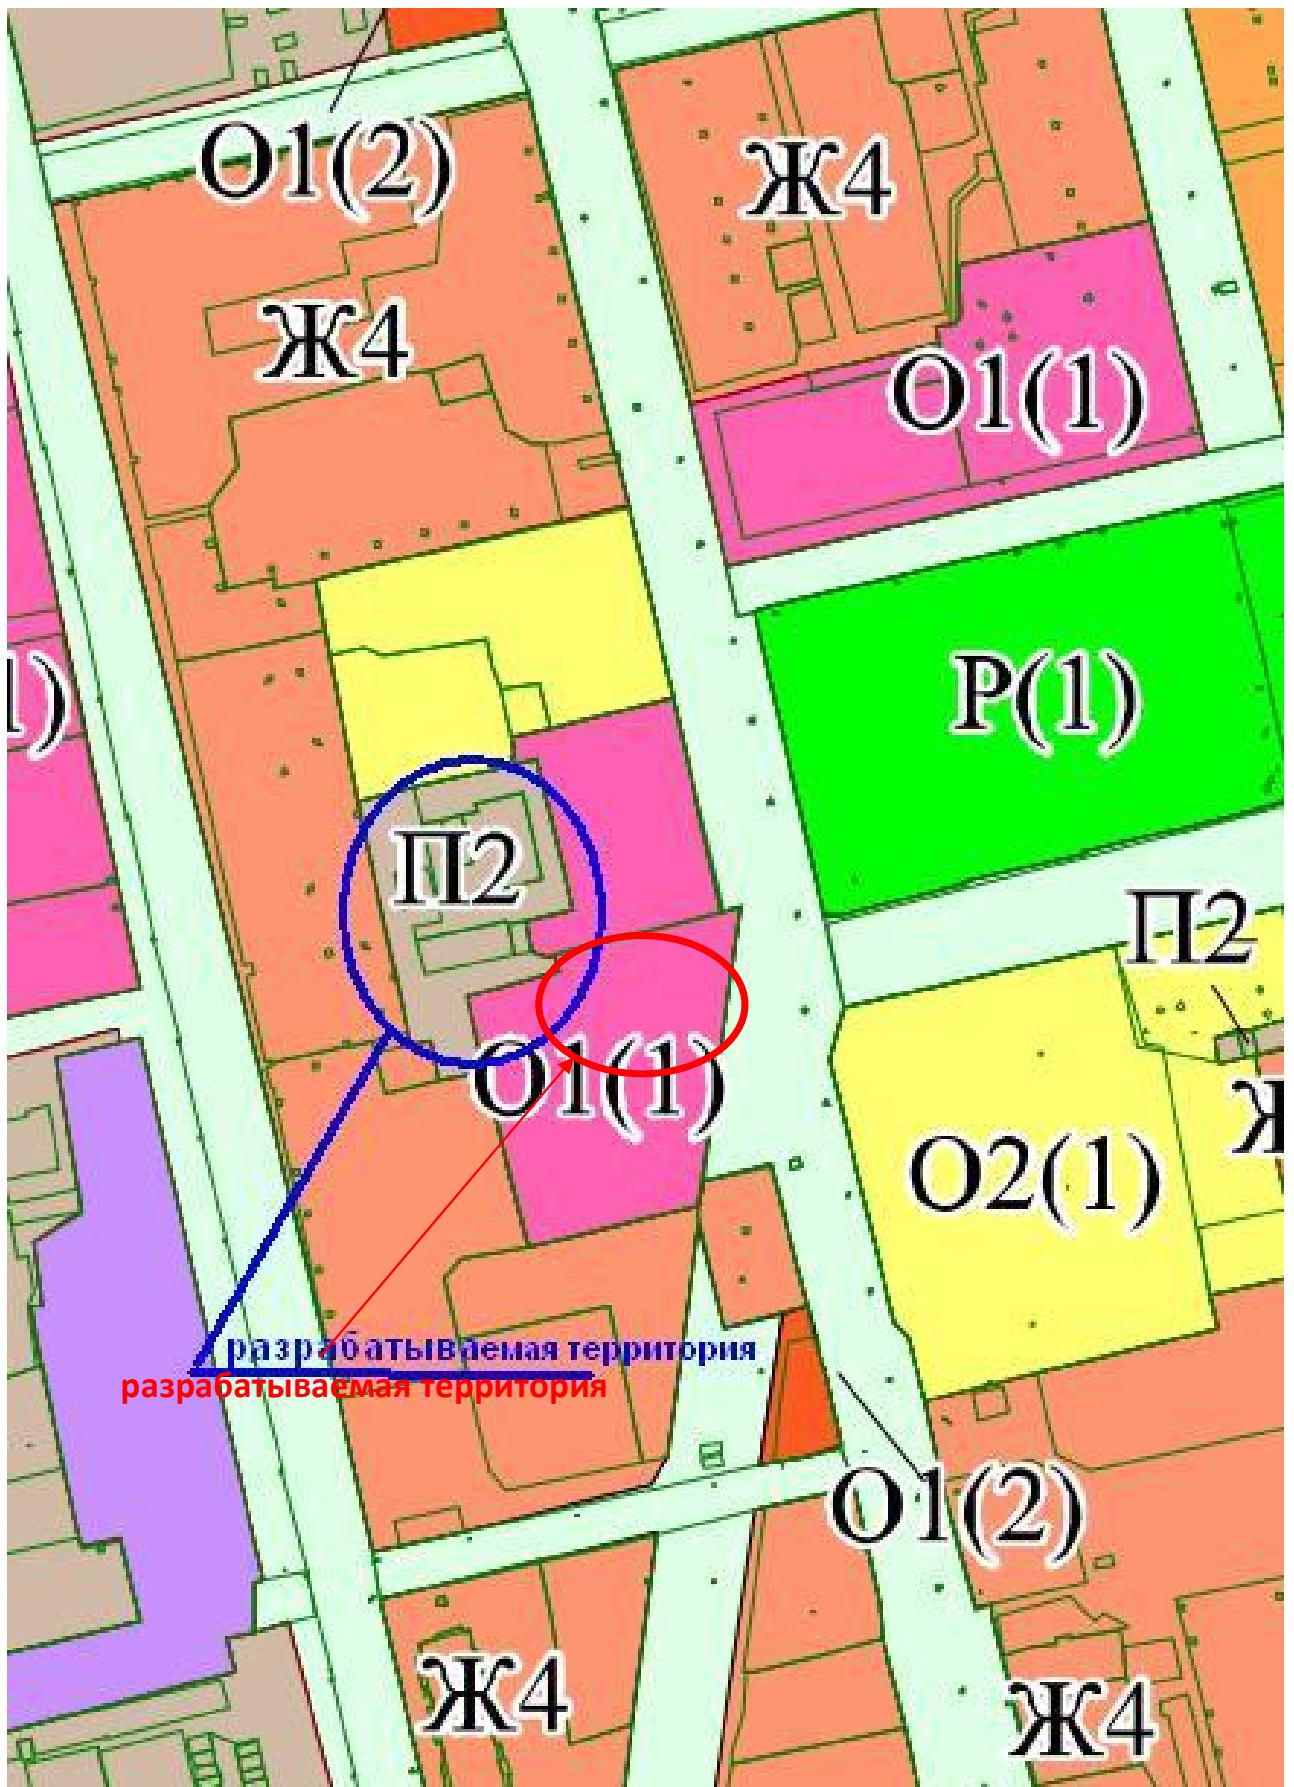 О1(2)
Ж4
Ж4
О1(1)
1)
Р(1)
П2
П2
О1(1)
Ж
О2(1)
разрабатываемая территория
разрабатываемая территория
О1(2)
Ж4
Ж4